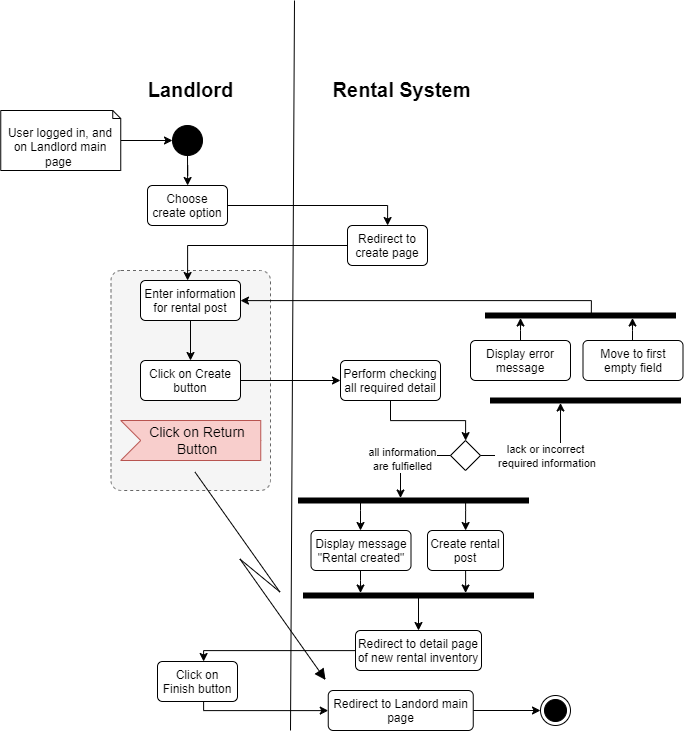 Landlord
Rental System
User logged in, and
on Landlord main
page
Choose
create option
Redirect to
create page
Enter information
for rental post
Display error
message
Move to first
empty field
Click on Create
button
Perform checking
all required detail
Click on Return
Button
all information
are fulfielled
lack or incorrect
required information
Display message
"Rental created"
Create rental
post
Redirect to detail page
of new rental inventory
Click on
Finish button
Redirect to Landord main
page